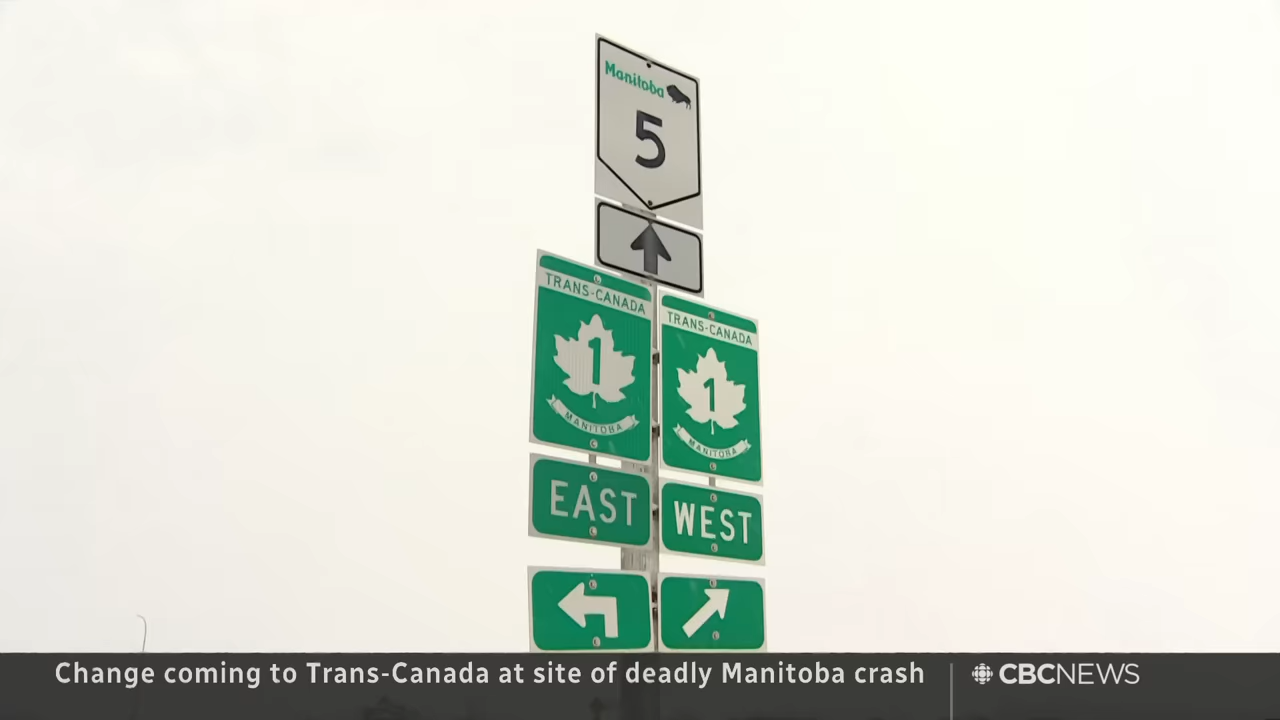 Manitoba
5
TRANS-CANADA
1
MANITOBA
EAST
TRANS-CANADA
1
MANITOBA
WEST
Change coming to Trans-Canada at site of deadly Manitoba crash
CBCNEWS